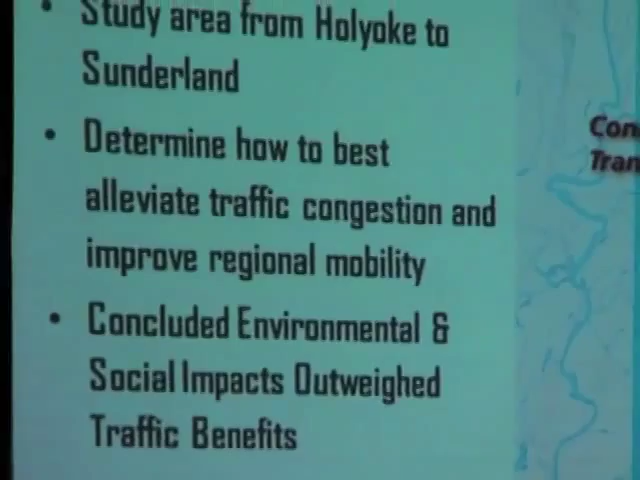 • Study area from Holyoke to
Sunderland
• Determine how to best
alleviate traffic congestion and
improve regional mobility
• Concluded Environmental &
Social Impacts Outweighed
Traffic Benefits
Con
Tran